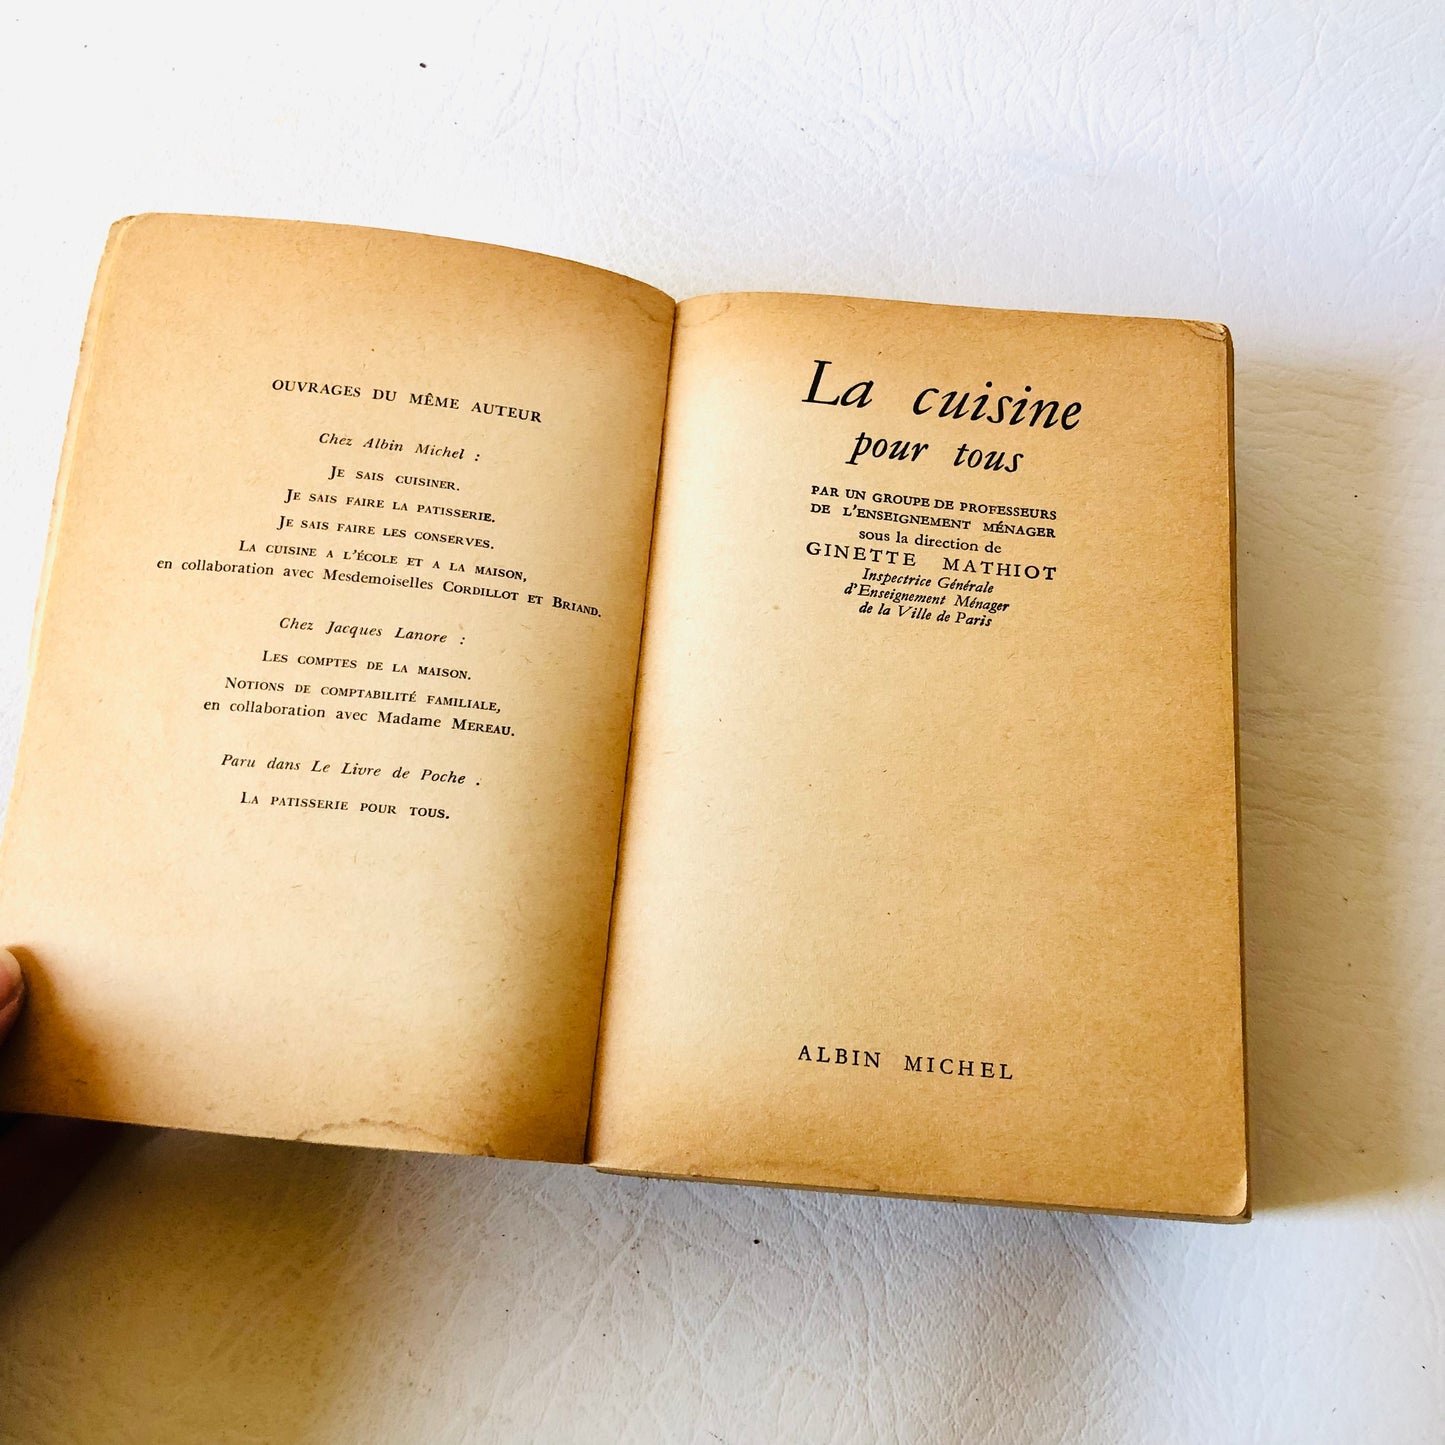 OUVRAGES DU MÊME AUTEUR
Chez Albin Michel :
JE SAIS CUISINER.
JE SAIS FAIRE LA PATISSERIE.
JE SAIS FAIRE LES CONSERVES.
LA CUISINE A L'ÉCOLE ET A LA MAISON,
en collaboration avec Mesdemoiselles CORDILLOT ET BRIAND.
Chez Jacques Lanore :
LES COMPTES DE LA MAISON.
NOTIONS DE COMPTABILITÉ FAMILIALE,
en collaboration avec Madame MEREAU.
Paru dans Le Livre de Poche :
LA PATISSERIE POUR TOUS.
La cuisine
pour tous
PAR UN GROUPE DE PROFESSEURS
DE L'ENSEIGNEMENT MÉNAGER
sous la direction de
GINETTE MATHIOT
Inspectrice Générale
d'Enseignement Ménager
de la Ville de Paris
ALBIN MICHEL